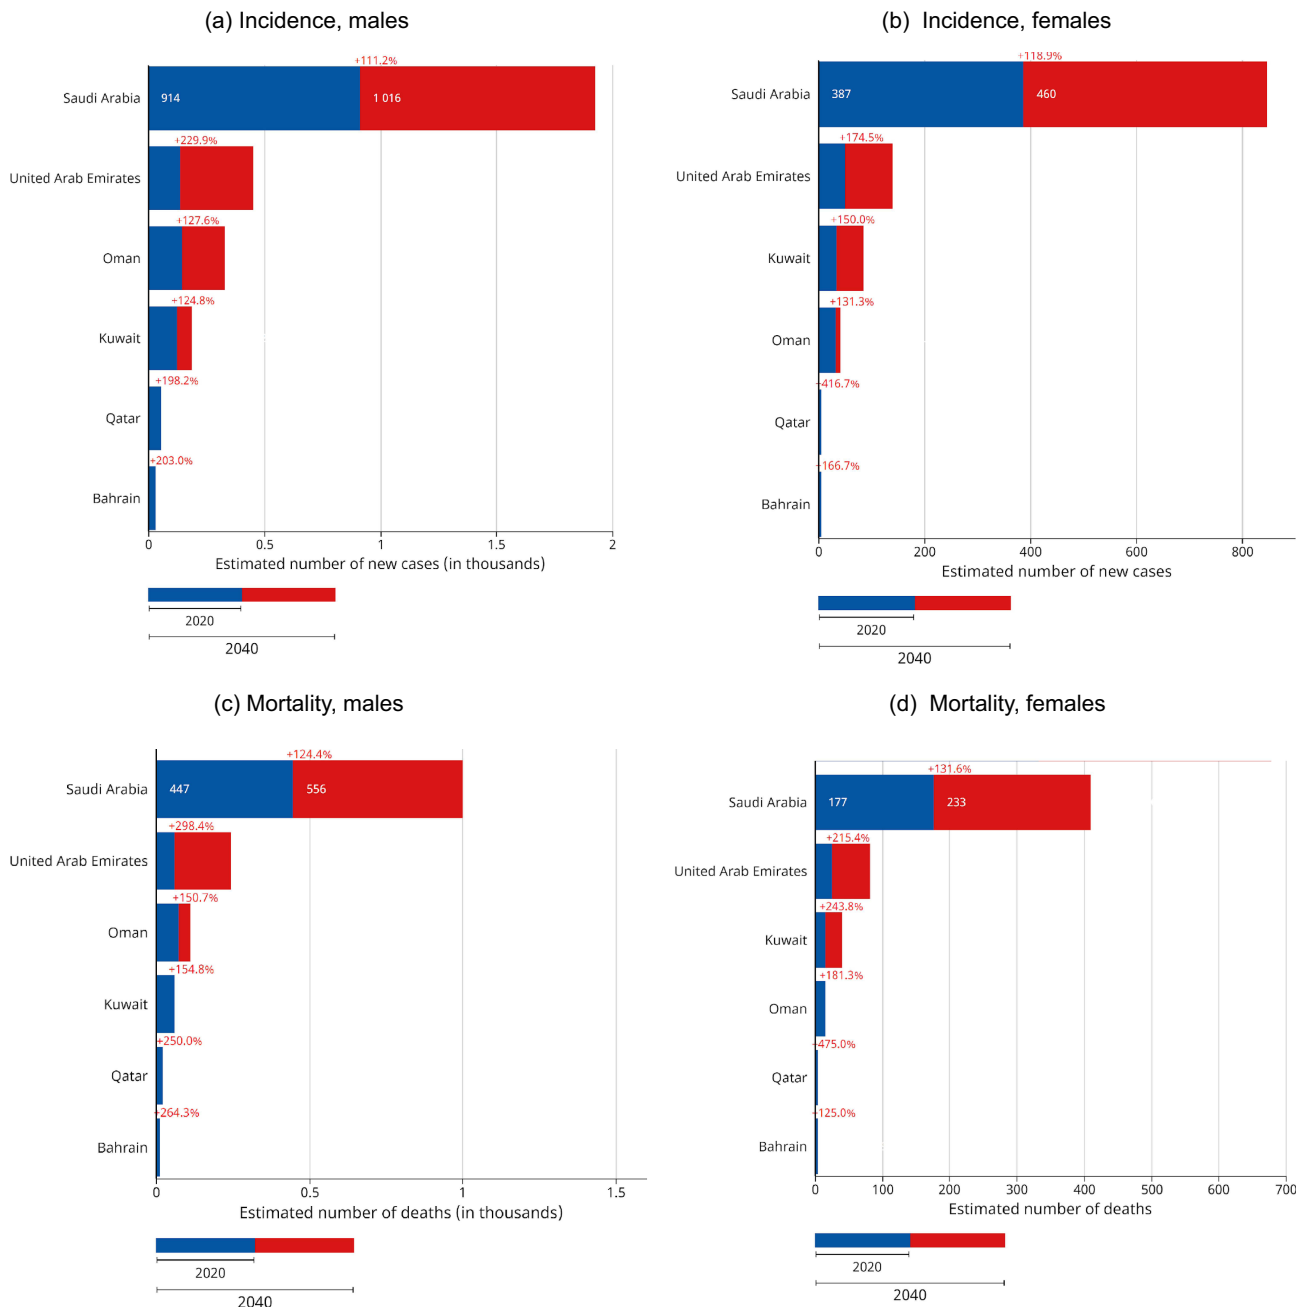 (a) Incidence, males
+111.2%
Saudi Arabia
914
1 016
+229.9%
United Arab Emirates
+127.6%
Oman
+124.8%
Kuwait
+198.2%
Qatar
+203.0%
Bahrain
0
0.5
1
1.5
2
Estimated number of new cases (in thousands)
2020
2040
(b) Incidence, females
+118.9%
Saudi Arabia
387
460
+174.5%
United Arab Emirates
+150.0%
Kuwait
+131.3%
Oman
+416.7%
Qatar
+166.7%
Bahrain
0
200
400
600
800
Estimated number of new cases
2020
2040
(c) Mortality, males
+124.4%
Saudi Arabia
447
556
+298.4%
United Arab Emirates
+150.7%
Oman
+154.8%
Kuwait
+250.0%
Qatar
+264.3%
Bahrain
0
0.5
1
1.5
Estimated number of deaths (in thousands)
2020
2040
(d) Mortality, females
+131.6%
Saudi Arabia
177
233
+215.4%
United Arab Emirates
+243.8%
Kuwait
+181.3%
Oman
+475.0%
Qatar
+125.0%
Bahrain
0
100
200
300
400
500
600
700
Estimated number of deaths
2020
2040